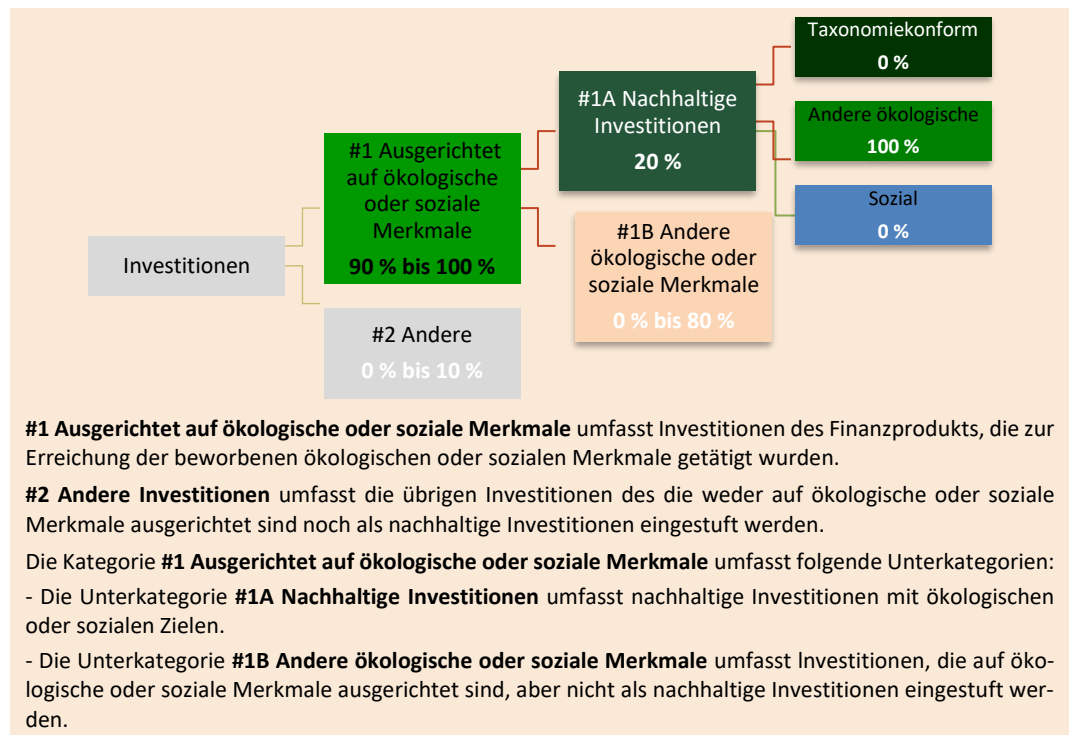 Taxonomiekonform
0 %
#1A Nachhaltige
Investitionen
20 %
Andere ökologische
100 %
#1 Ausgerichtet
auf ökologische
oder soziale
Merkmale
90 % bis 100 %
Sozial
0 %
#1B Andere
ökologische oder
soziale Merkmale
0 % bis 80 %
Investitionen
#2 Andere
0 % bis 10 %
#1 Ausgerichtet auf ökologische oder soziale Merkmale umfasst Investitionen des Finanzprodukts, die zur
Erreichung der beworbenen ökologischen oder sozialen Merkmale getätigt wurden.
#2 Andere Investitionen umfasst die übrigen Investitionen des die weder auf ökologische oder soziale
Merkmale ausgerichtet sind noch als nachhaltige Investitionen eingestuft werden.
Die Kategorie #1 Ausgerichtet auf ökologische oder soziale Merkmale umfasst folgende Unterkategorien:
- Die Unterkategorie #1A Nachhaltige Investitionen umfasst nachhaltige Investitionen mit ökologischen
oder sozialen Zielen.
- Die Unterkategorie #1B Andere ökologische oder soziale Merkmale umfasst lnvestitionen, die auf öko-
logische oder soziale Merkmale ausgerichtet sind, aber nicht als nachhaltige Investitionen eingestuft wer-
den.